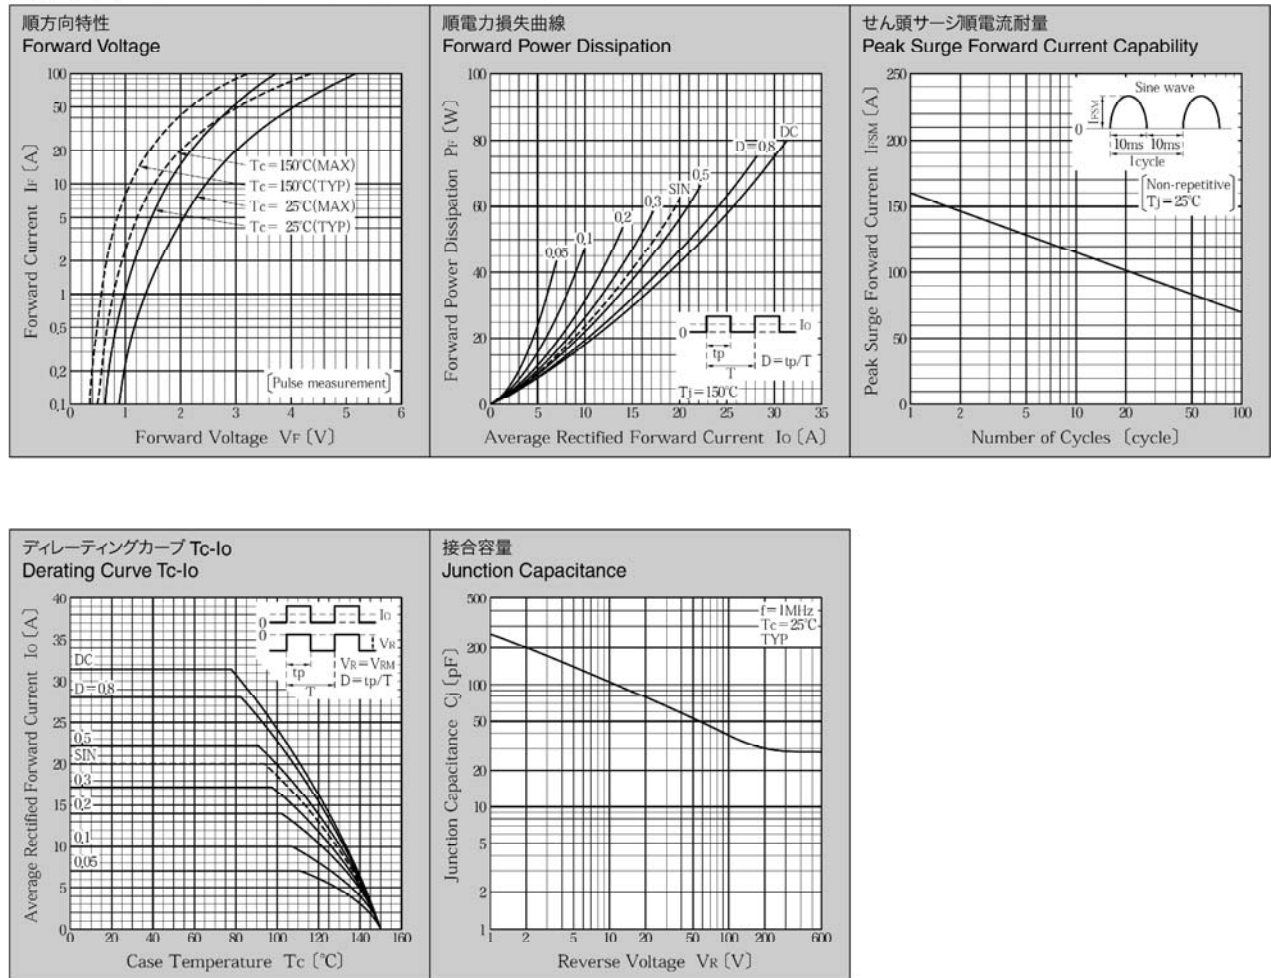 順方向特性
Forward Voltage
100
50
20
10
5
2
1
0.5
0.2
0.1
Forward Current IF [A]
Tc=150℃(MAX)
Tc=150℃(TYP)
Tc= 25℃(MAX)
Tc= 25℃(TYP)
[Pulse measurement]
0 1 2 3 4 5 6
Forward Voltage VF [V]
順電力損失曲線
Forward Power Dissipation
100
80
60
40
20
0
Forward Power Dissipation PF [W]
DC
D=0.8
0.5
SIN
0.3
0.2
0.1
0.05
0
Io
tp
T
D=tp/T
Tj=150℃
0 5 10 15 20 25 30 35
Average Rectified Forward Current Io [A]
せん頭サージ順電流耐量
Peak Surge Forward Current Capability
250
200
150
100
50
0
Peak Surge Forward Current IFSM [A]
Sine wave
IFSM
0
10ms 10ms
1cycle
[Non-repetitive
Tj=25℃]
1 2 5 10 20 50 100
Number of Cycles [cycle]
ディレーティングカーブ Tc-Io
Derating Curve Tc-Io
40
35
30
25
20
15
10
5
0
Average Rectified Forward Current Io [A]
DC
D=0.8
0.5
SIN
0.3
0.2
0.1
0.05
0
Io
0
VR
tp
T
VR=VRM
D=tp/T
0 20 40 60 80 100 120 140 160
Case Temperature Tc [℃]
接合容量
Junction Capacitance
500
200
100
50
20
10
5
2
1
Junction Capacitance Cj [pF]
f=1MHz
Tc=25℃
TYP
1 2 5 10 20 50 100 200 600
Reverse Voltage VR [V]